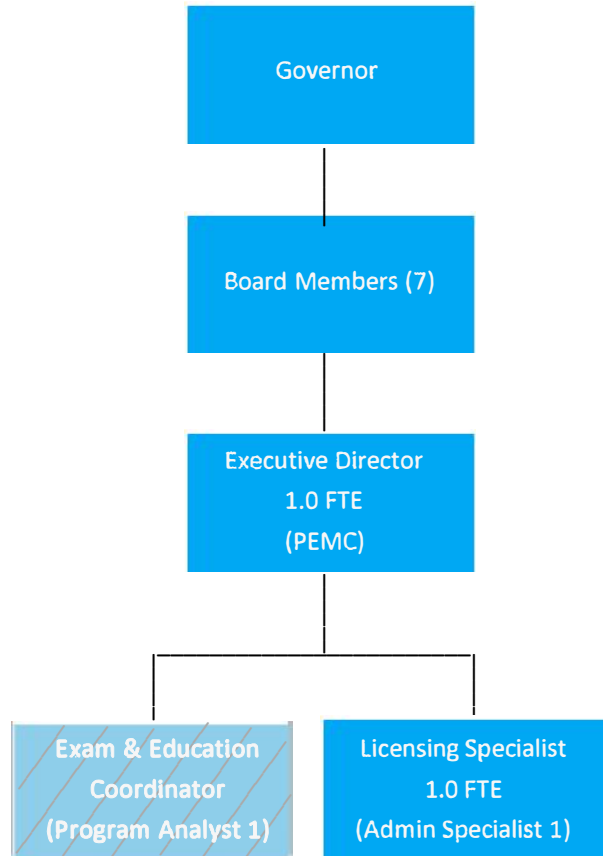 Governor
Board Members (7)
Executive Director
1.0 FTE
(PEMC)
Exam & Education
Coordinator
(Program Analyst 1)
Licensing Specialist
1.0 FTE
(Admin Specialist 1)